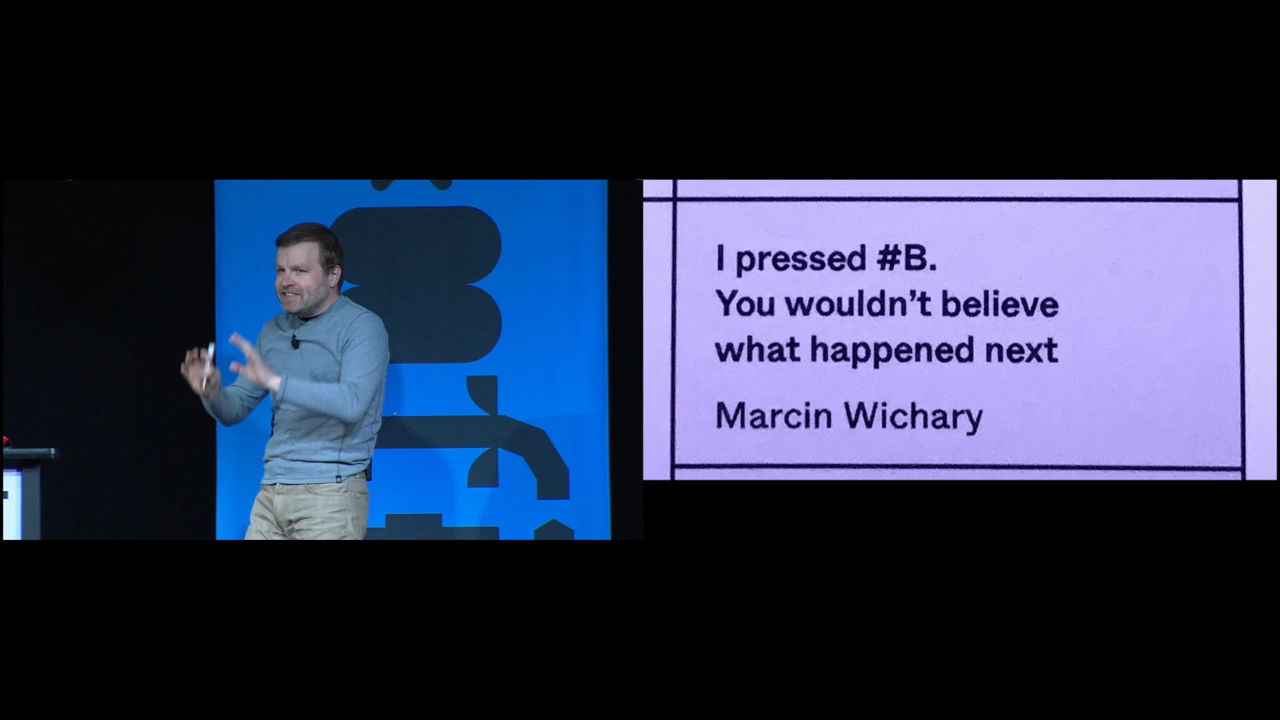 I pressed #B.
You wouldn’t believe
what happened next
Marcin Wichary